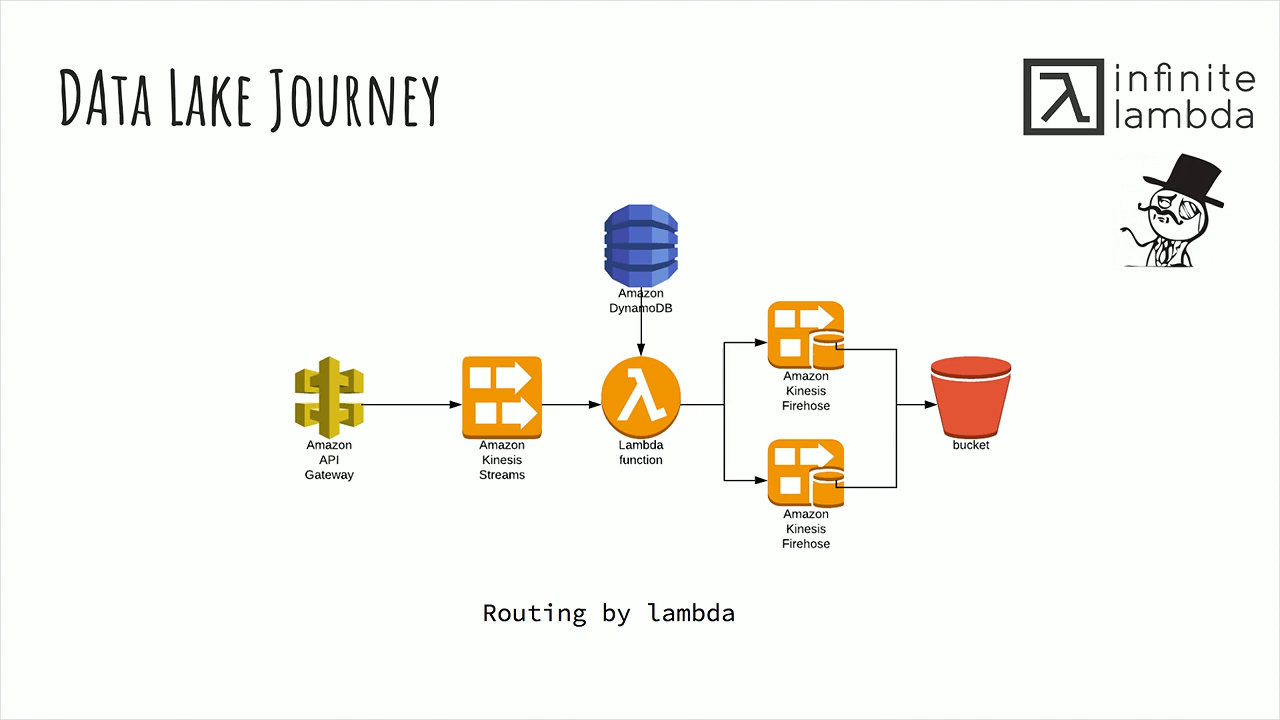 DAta Lake Journey
infinite
lambda
Amazon
DynamoDB
Amazon
API
Gateway
Amazon
Kinesis
Streams
Lambda
function
Amazon
Kinesis
Firehose
Amazon
Kinesis
Firehose
bucket
Routing by lambda